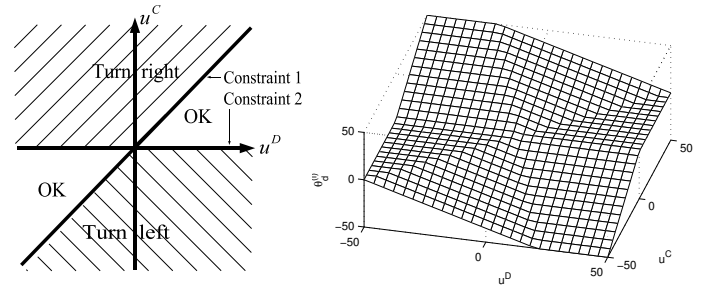 u^C
Turn right
Constraint 1
Constraint 2
OK
u^D
OK
Turn left
50
0
−50
θ_d^(l)
−50
0
50
u^D
−50
0
50
u^C